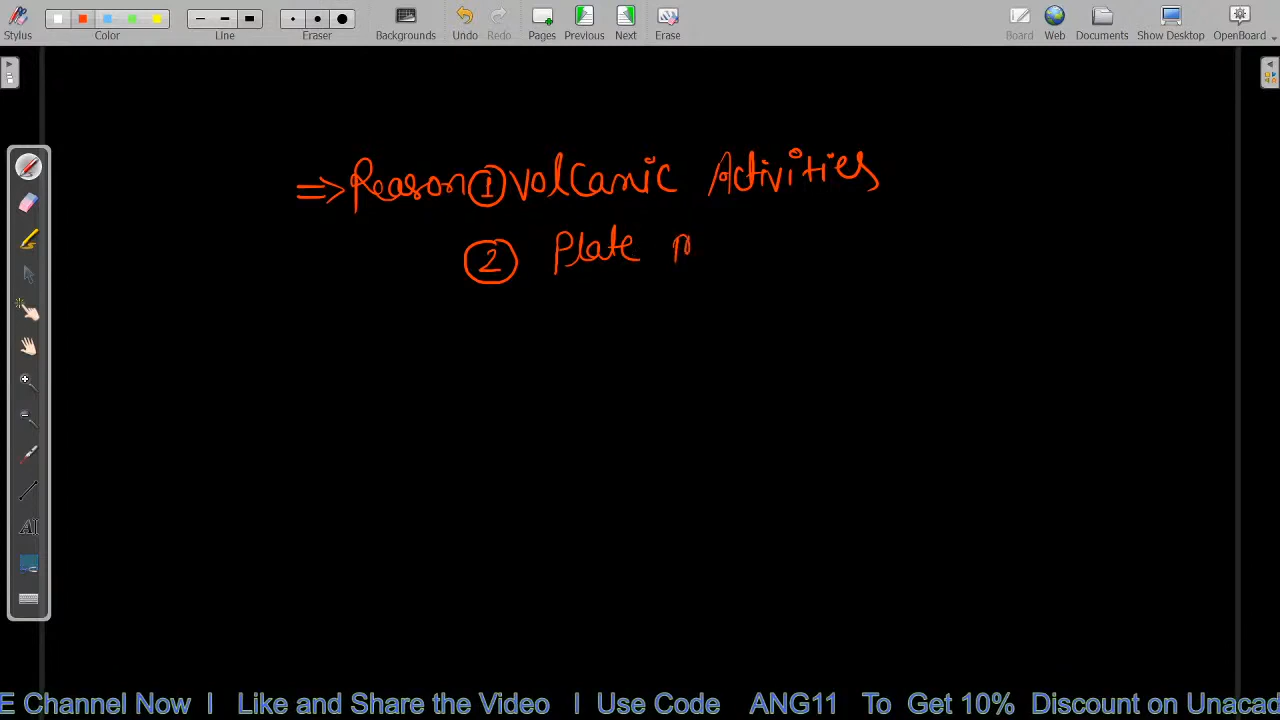 Stylus
Color
Line
Eraser
Backgrounds
Undo
Redo
Pages
Previous
Next
Erase
Board
Web
Documents
Show Desktop
OpenBoard
⇒ Reason ① Volcanic Activities
② Plate
E Channel Now I Like and Share the Video I Use Code ANG11 To Get 10% Discount on Unacad